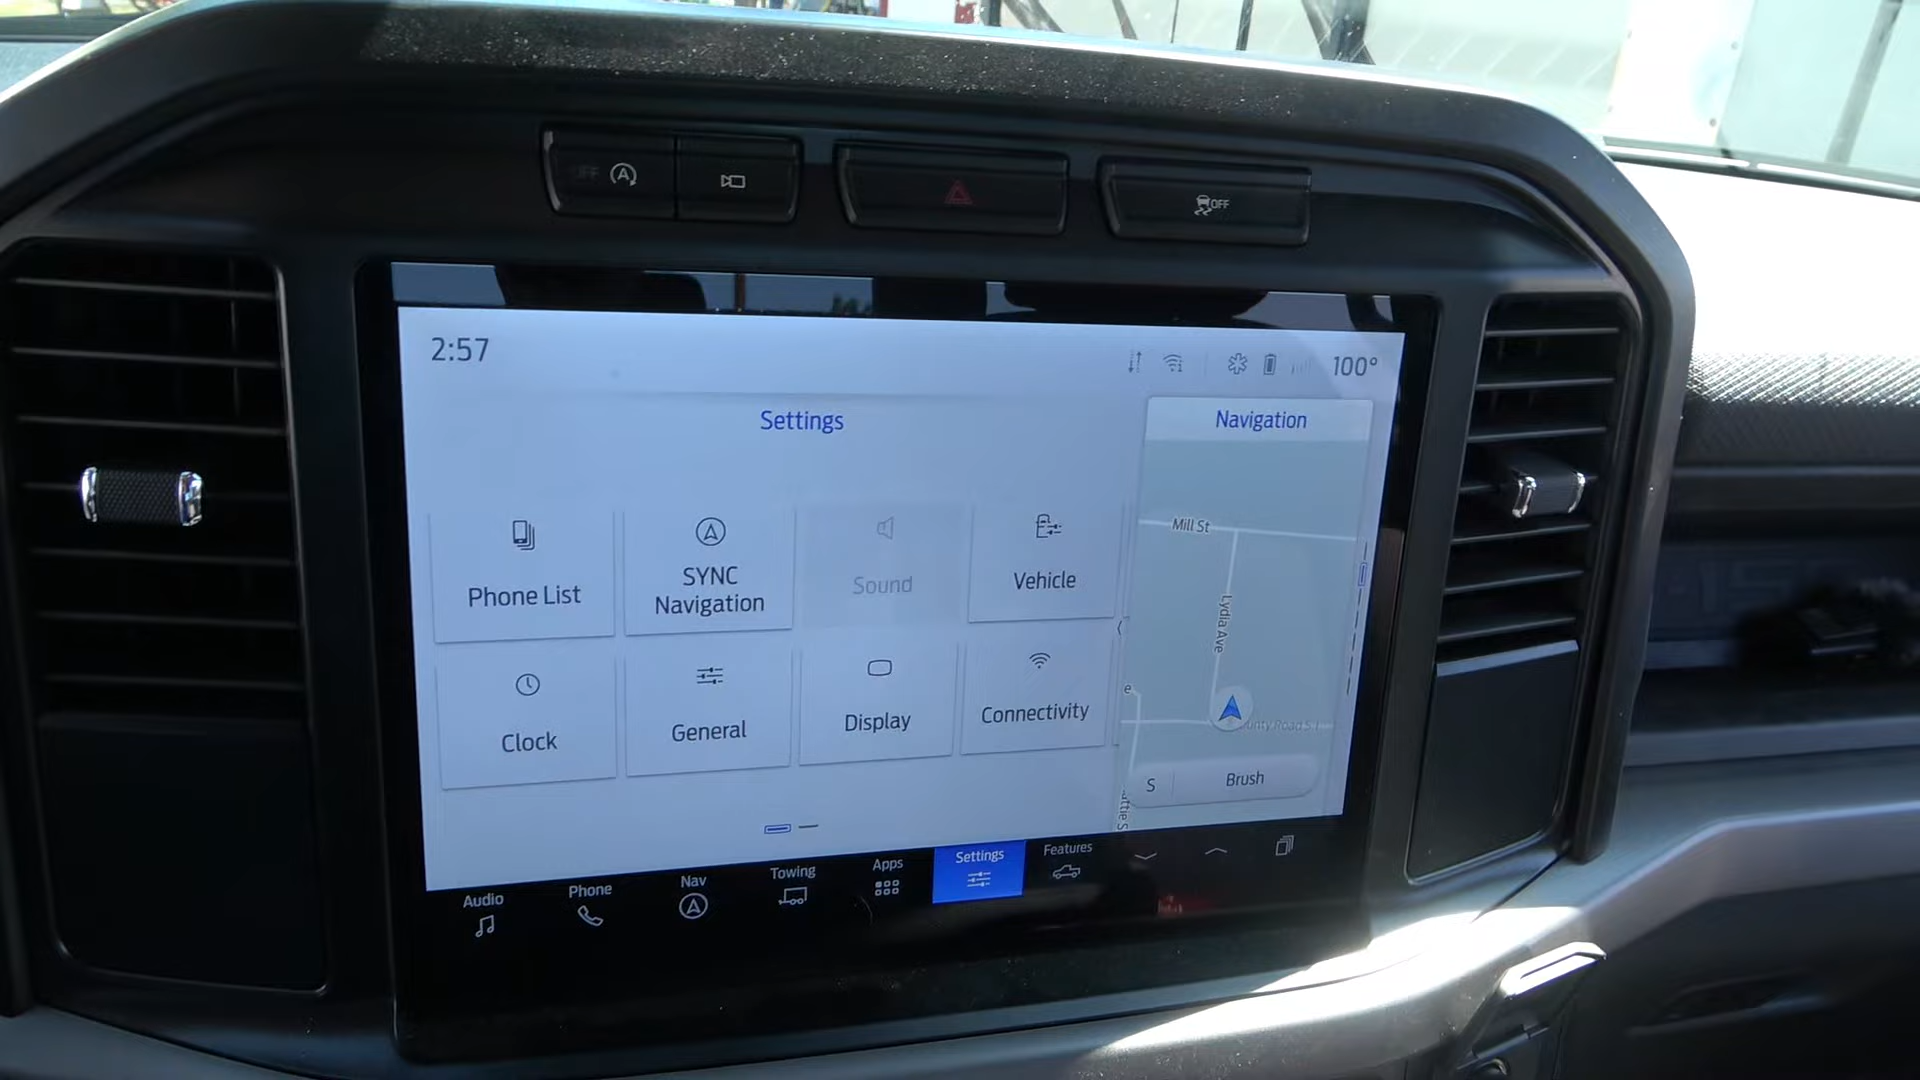 OFF
OFF
2:57
100°
Settings
Navigation
Phone List
SYNC
Navigation
Sound
Vehicle
Clock
General
Display
Connectivity
Mill St
Lydia Ave
e
S
Brush
Audio
Phone
Nav
Towing
Apps
Settings
Features